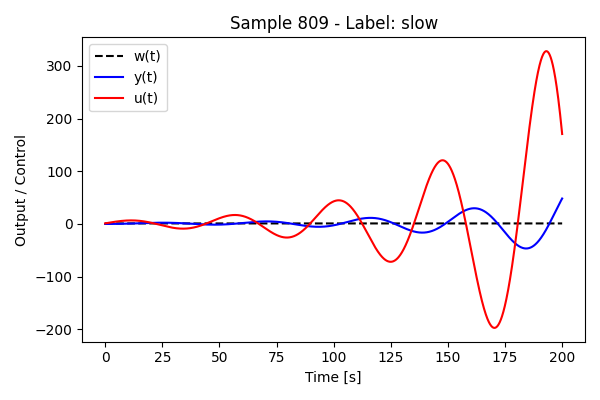 Sample 809 - Label: slow
w(t)
y(t)
u(t)
Output / Control
300
200
100
0
−100
−200
0 25 50 75 100 125 150 175 200
Time [s]